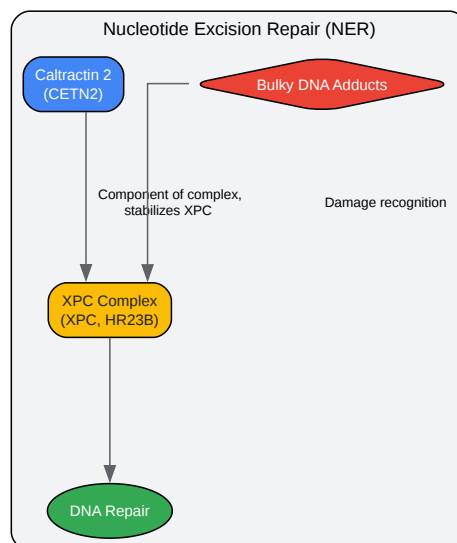 Nucleotide Excision Repair (NER)
Caltractin 2
(CETN2)
Bulky DNA Adducts
Component of complex,
stabilizes XPC
Damage recognition
XPC Complex
(XPC, HR23B)
DNA Repair